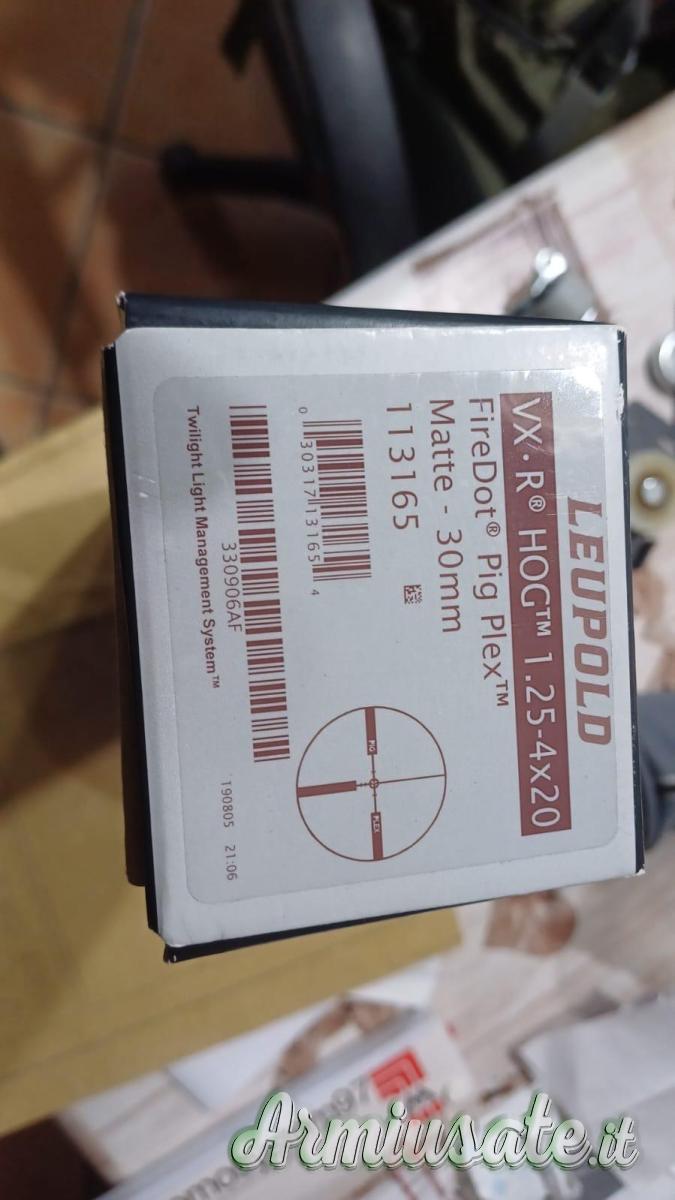 LEUPOLD
VX·R® HOG™ 1.25-4x20
FireDot® Pig Plex™
Matte - 30mm
113165
PIG
PLEX
0 30317 13165 4
330906AF
190805 21:06
Twilight Light Management System™
Armiusate.it